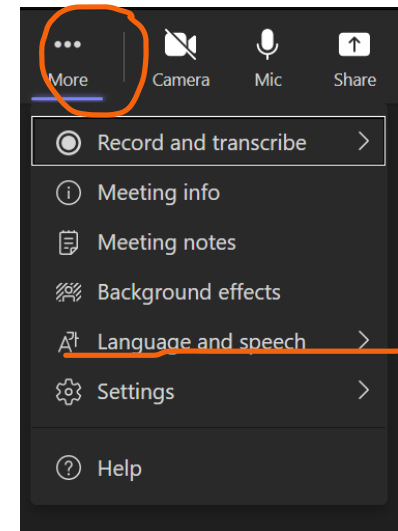 More Camera Mic Share
Record and transcribe
Meeting info
Meeting notes
Background effects
Language and speech
Settings
Help